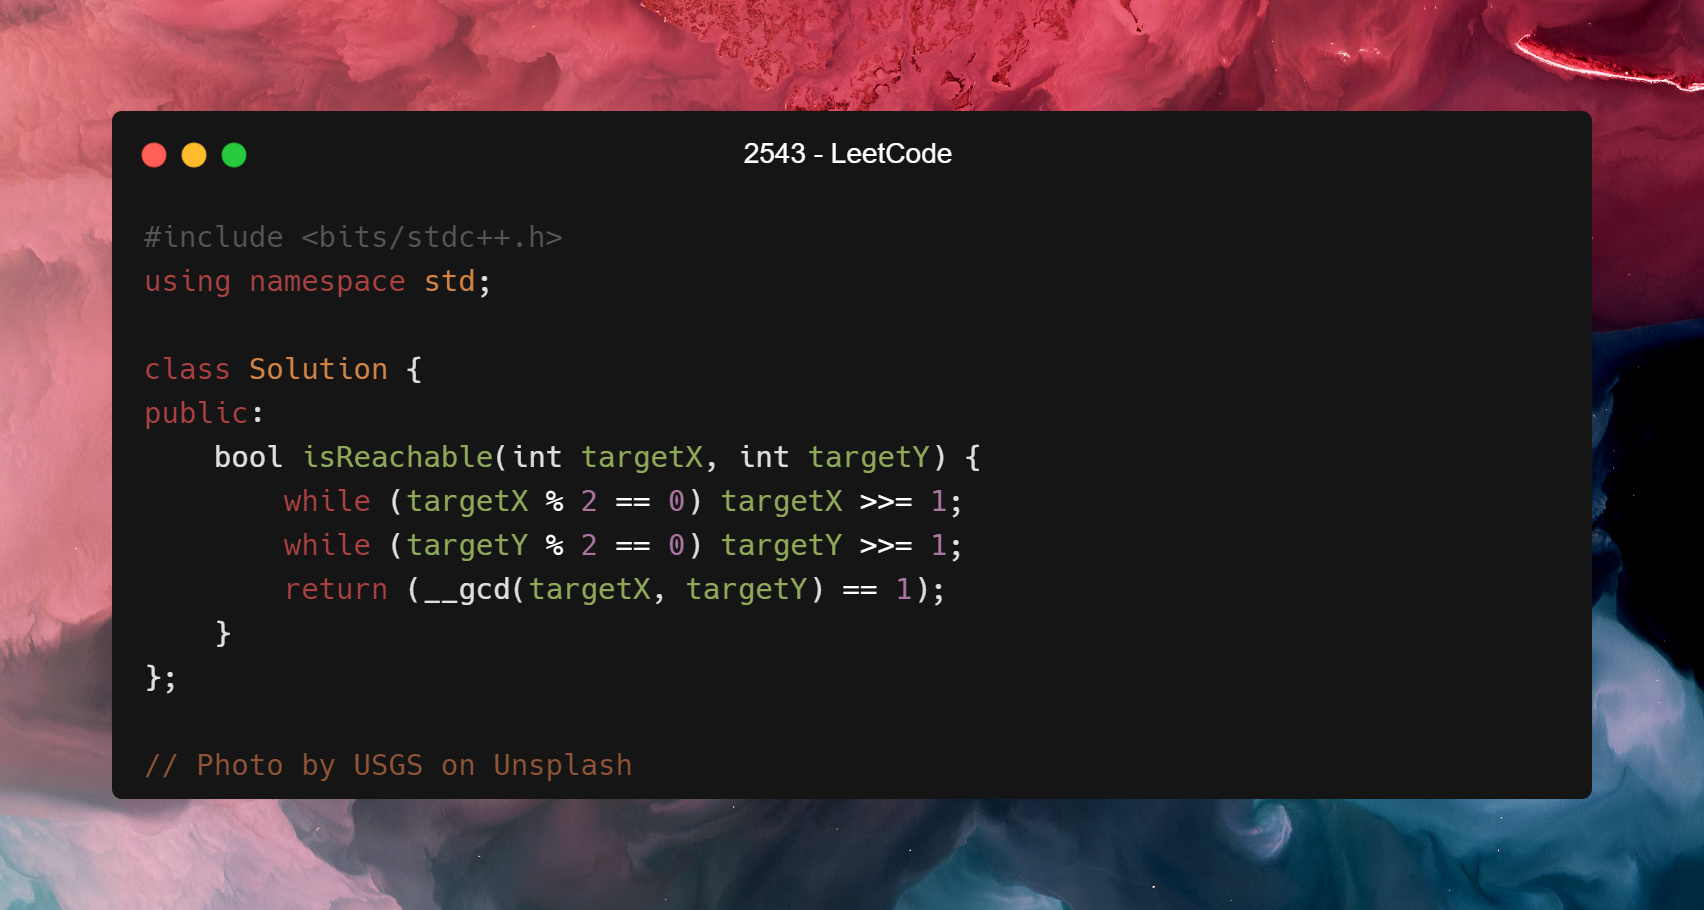 2543 - LeetCode
#include <bits/stdc++.h>
using namespace std;
class Solution {
public:
    bool isReachable(int targetX, int targetY) {
        while (targetX % 2 == 0) targetX >>= 1;
        while (targetY % 2 == 0) targetY >>= 1;
        return (__gcd(targetX, targetY) == 1);
    }
};
// Photo by USGS on Unsplash